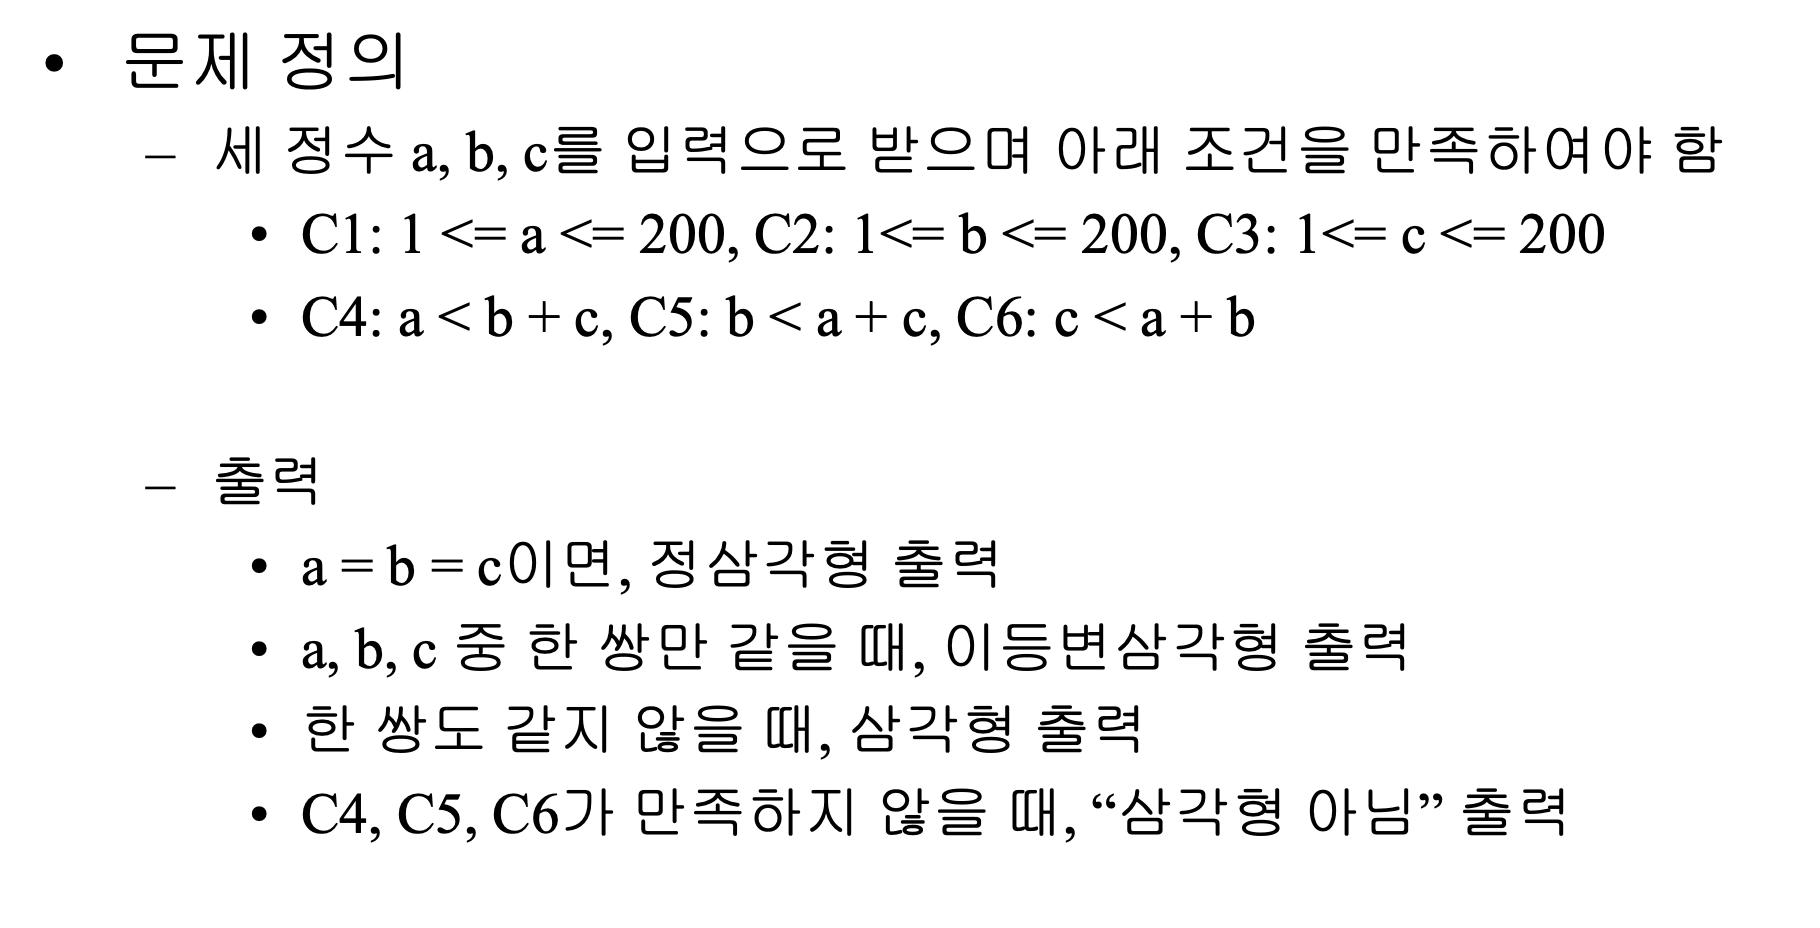 • 문제 정의
– 세 정수 a, b, c를 입력으로 받으며 아래 조건을 만족하여야 함
• C1: 1 <= a <= 200, C2: 1<= b <= 200, C3: 1<= c <= 200
• C4: a < b + c, C5: b < a + c, C6: c < a + b
– 출력
• a = b = c이면, 정삼각형 출력
• a, b, c 중 한 쌍만 같을 때, 이등변삼각형 출력
• 한 쌍도 같지 않을 때, 삼각형 출력
• C4, C5, C6가 만족하지 않을 때, “삼각형 아님” 출력